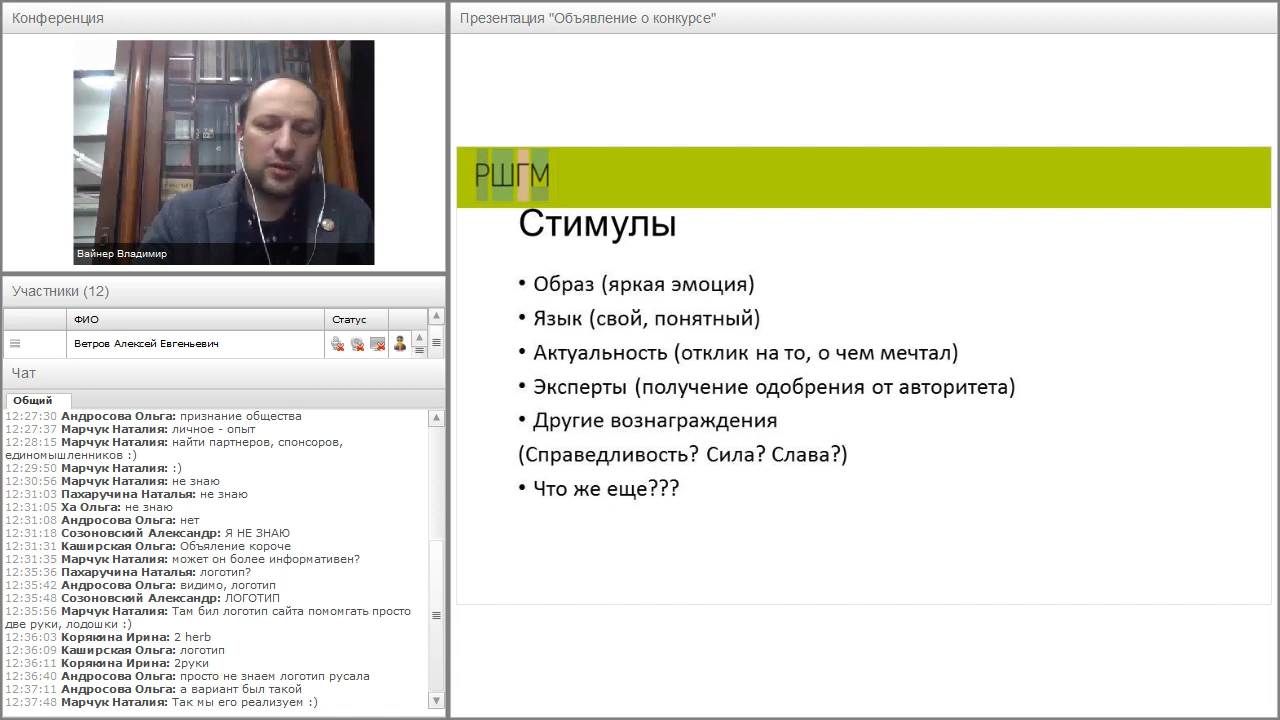 Конференция
Вайнер Владимир
Участники (12)
ФИО
Статус
Ветров Алексей Евгеньевич
Чат
Общий
12:27:30 Андросова Ольга: признание общества
12:27:37 Марчук Наталия: личное - опыт
12:28:15 Марчук Наталия: найти партнеров, спонсоров,
единомышленников :)
12:29:50 Марчук Наталия: :)
12:30:56 Марчук Наталия: не знаю
12:31:03 Пахаручина Наталья: не знаю
12:31:05 Ха Ольга: не знаю
12:31:08 Андросова Ольга: нет
12:31:18 Созоновский Александр: Я НЕ ЗНАЮ
12:31:31 Каширская Ольга: Объяление короче
12:31:35 Марчук Наталия: может он более информативен?
12:35:36 Пахаручина Наталья: логотип?
12:35:42 Андросова Ольга: видимо, логотип
12:35:48 Созоновский Александр: ЛОГОТИП
12:35:56 Марчук Наталия: Там бил логотип сайта помомгать просто
две руки, лодошки :)
12:36:03 Корякина Ирина: 2 herb
12:36:09 Каширская Ольга: логотип
12:36:11 Корякина Ирина: 2руки
12:36:40 Андросова Ольга: просто не знаем логотип русала
12:37:11 Андросова Ольга: а вариант был такой
12:37:48 Марчук Наталия: Так мы его реализуем :)
Презентация "Объявление о конкурсе"
РШГМ
Стимулы
• Образ (яркая эмоция)
• Язык (свой, понятный)
• Актуальность (отклик на то, о чем мечтал)
• Эксперты (получение одобрения от авторитета)
• Другие вознаграждения
(Справедливость? Сила? Слава?)
• Что же еще???